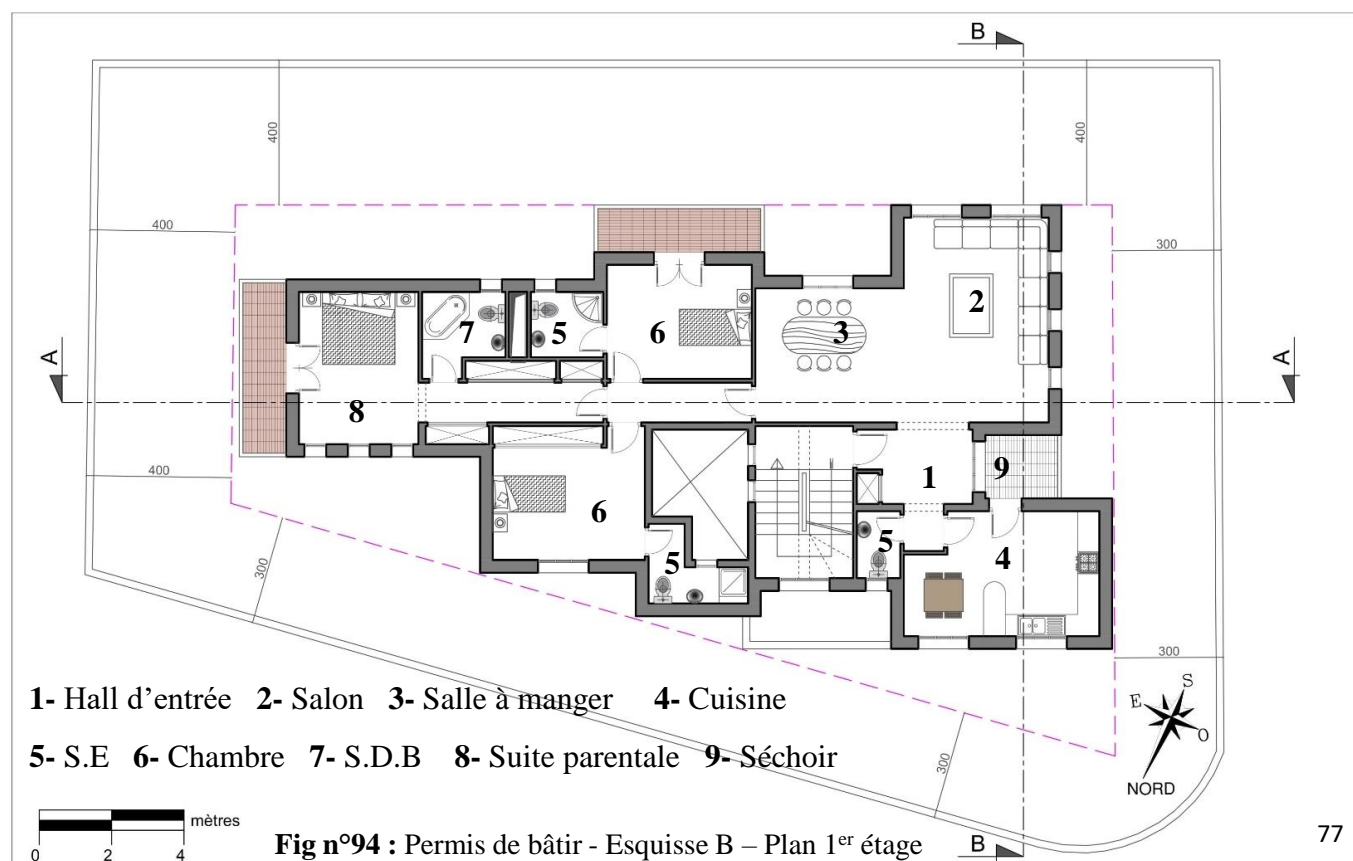 B
400
400
400
300
A
A
2
7
5
6
3
8
1
9
6
5
5
4
400
300
300
300
1- Hall d’entrée 2- Salon 3- Salle à manger 4- Cuisine
5- S.E 6- Chambre 7- S.D.B 8- Suite parentale 9- Séchoir
E S O
NORD
mètres
0 2 4
Fig n°94 : Permis de bâtir - Esquisse B – Plan 1er étage
B
77